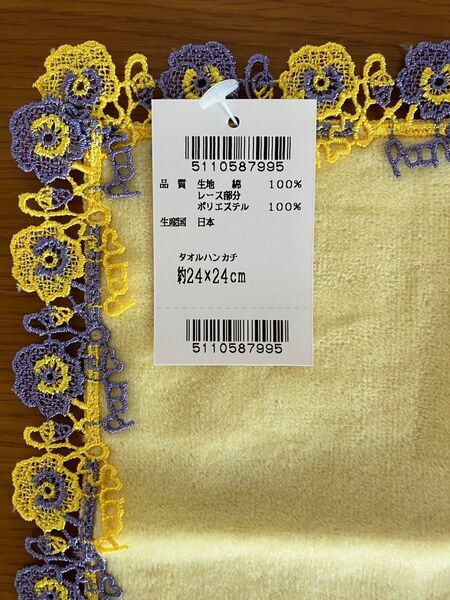 5110587995
品 質 生地 綿 100%
レース部分
ポリエステル 100%
生産国 日本
タオルハンカチ
約24×24cm
5110587995